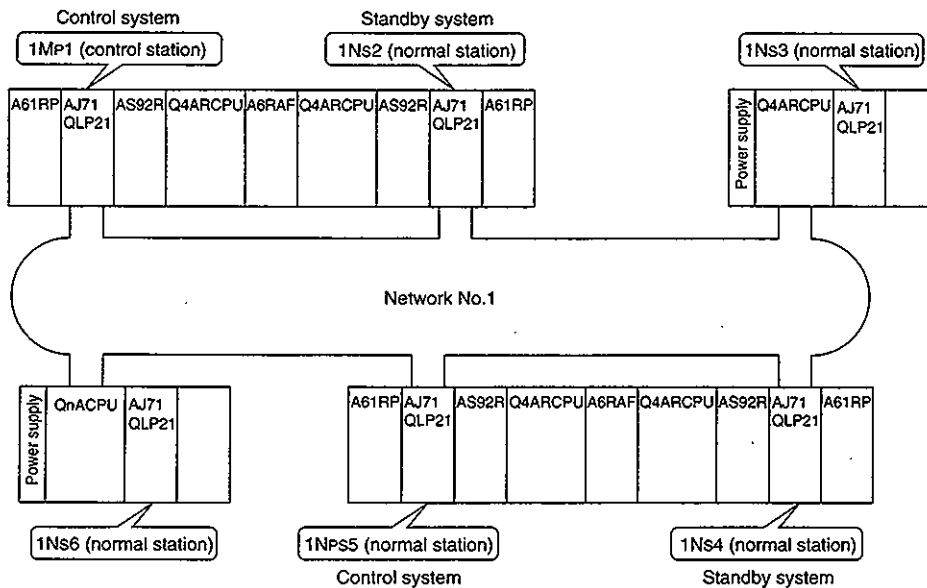 Control system
Standby system
1MP1 (control station)
1NS2 (normal station)
1NS3 (normal station)
A61RP
AJ71
QLP21
AS92R
Q4ARCPU
A6RAF
Q4ARCPU
AS92R
AJ71
QLP21
A61RP
Power supply
Q4ARCPU
AJ71
QLP21
Network No.1
Power supply
QnACPU
AJ71
QLP21
A61RP
AJ71
QLP21
AS92R
Q4ARCPU
A6RAF
Q4ARCPU
AS92R
AJ71
QLP21
A61RP
1NS6 (normal station)
1NPS5 (normal station)
1NS4 (normal station)
Control system
Standby system